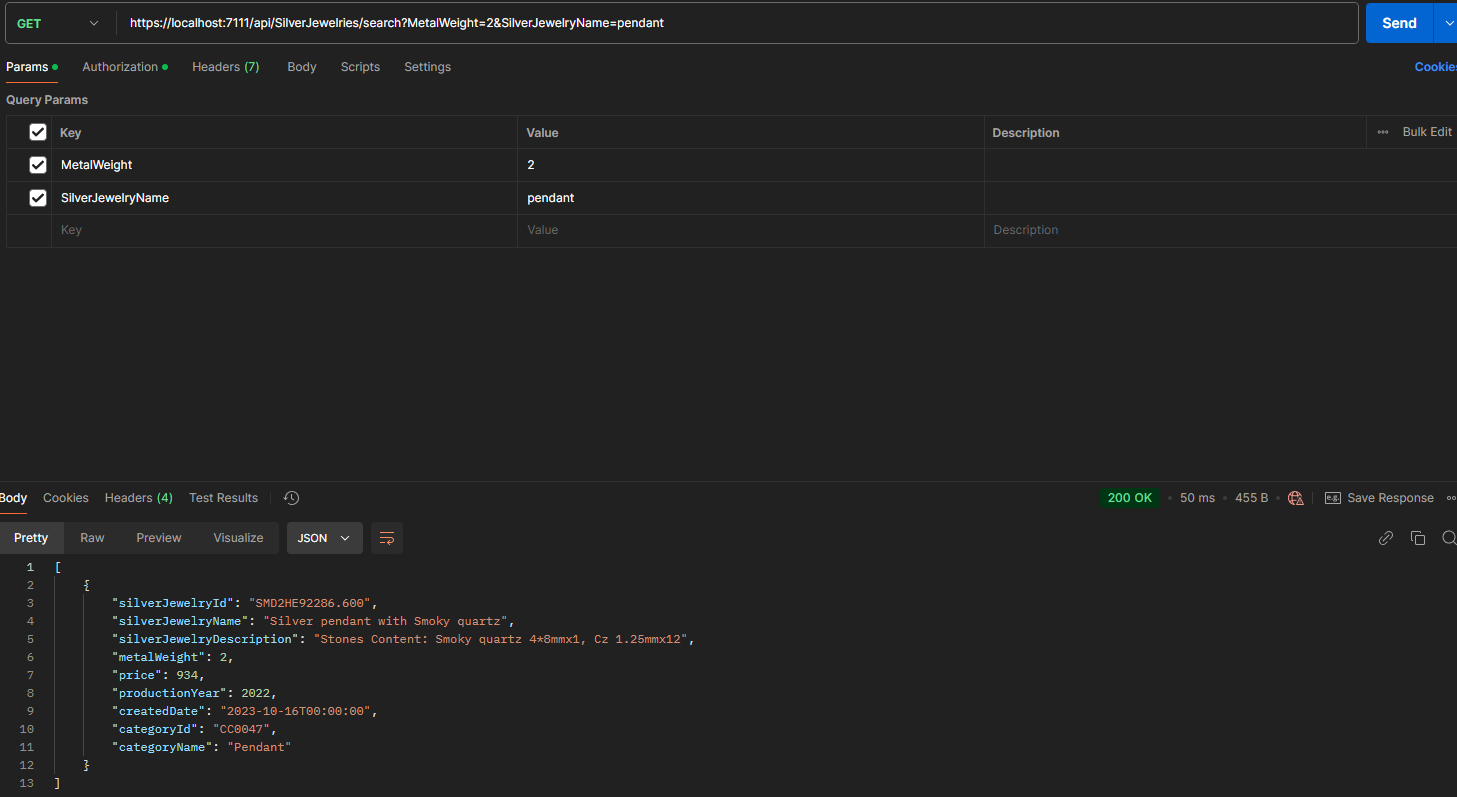 GET https://localhost:7111/api/SilverJewelries/search?MetalWeight=2&SilverJewelryName=pendant Send
Params Authorization Headers (7) Body Scripts Settings Cookies
Query Params
Key Value Description Bulk Edit
MetalWeight 2
SilverJewelryName pendant
Key Value Description
Body Cookies Headers (4) Test Results 200 OK 50 ms 455 B e.g. Save Response
Pretty Raw Preview Visualize JSON
1 [
2 {
3 "silverJewelryId": "SMD2HE92286.600",
4 "silverJewelryName": "Silver pendant with Smoky quartz",
5 "silverJewelryDescription": "Stones Content: Smoky quartz 4*8mmx1, Cz 1.25mmx12",
6 "metalWeight": 2,
7 "price": 934,
8 "productionYear": 2022,
9 "createdDate": "2023-10-16T00:00:00",
10 "categoryId": "CC0047",
11 "categoryName": "Pendant"
12 }
13 ]